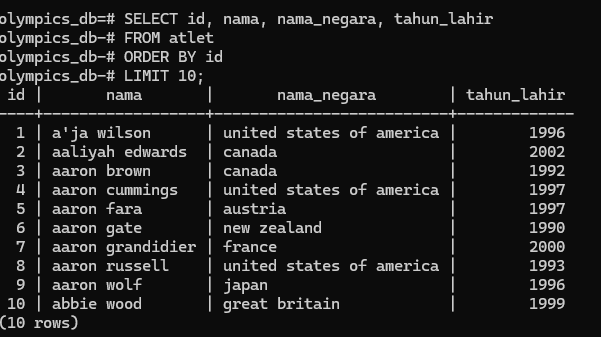 olympics_db=# SELECT id, nama, nama_negara, tahun_lahir
olympics_db-# FROM atlet
olympics_db-# ORDER BY id
olympics_db-# LIMIT 10;
 id |       nama       |       nama_negara        | tahun_lahir
----+------------------+--------------------------+-------------
  1 | a'ja wilson      | united states of america |        1996
  2 | aaliyah edwards  | canada                   |        2002
  3 | aaron brown      | canada                   |        1992
  4 | aaron cummings   | united states of america |        1997
  5 | aaron fara       | austria                  |        1997
  6 | aaron gate       | new zealand              |        1990
  7 | aaron grandidier | france                   |        2000
  8 | aaron russell    | united states of america |        1993
  9 | aaron wolf       | japan                    |        1996
 10 | abbie wood       | great britain            |        1999
(10 rows)